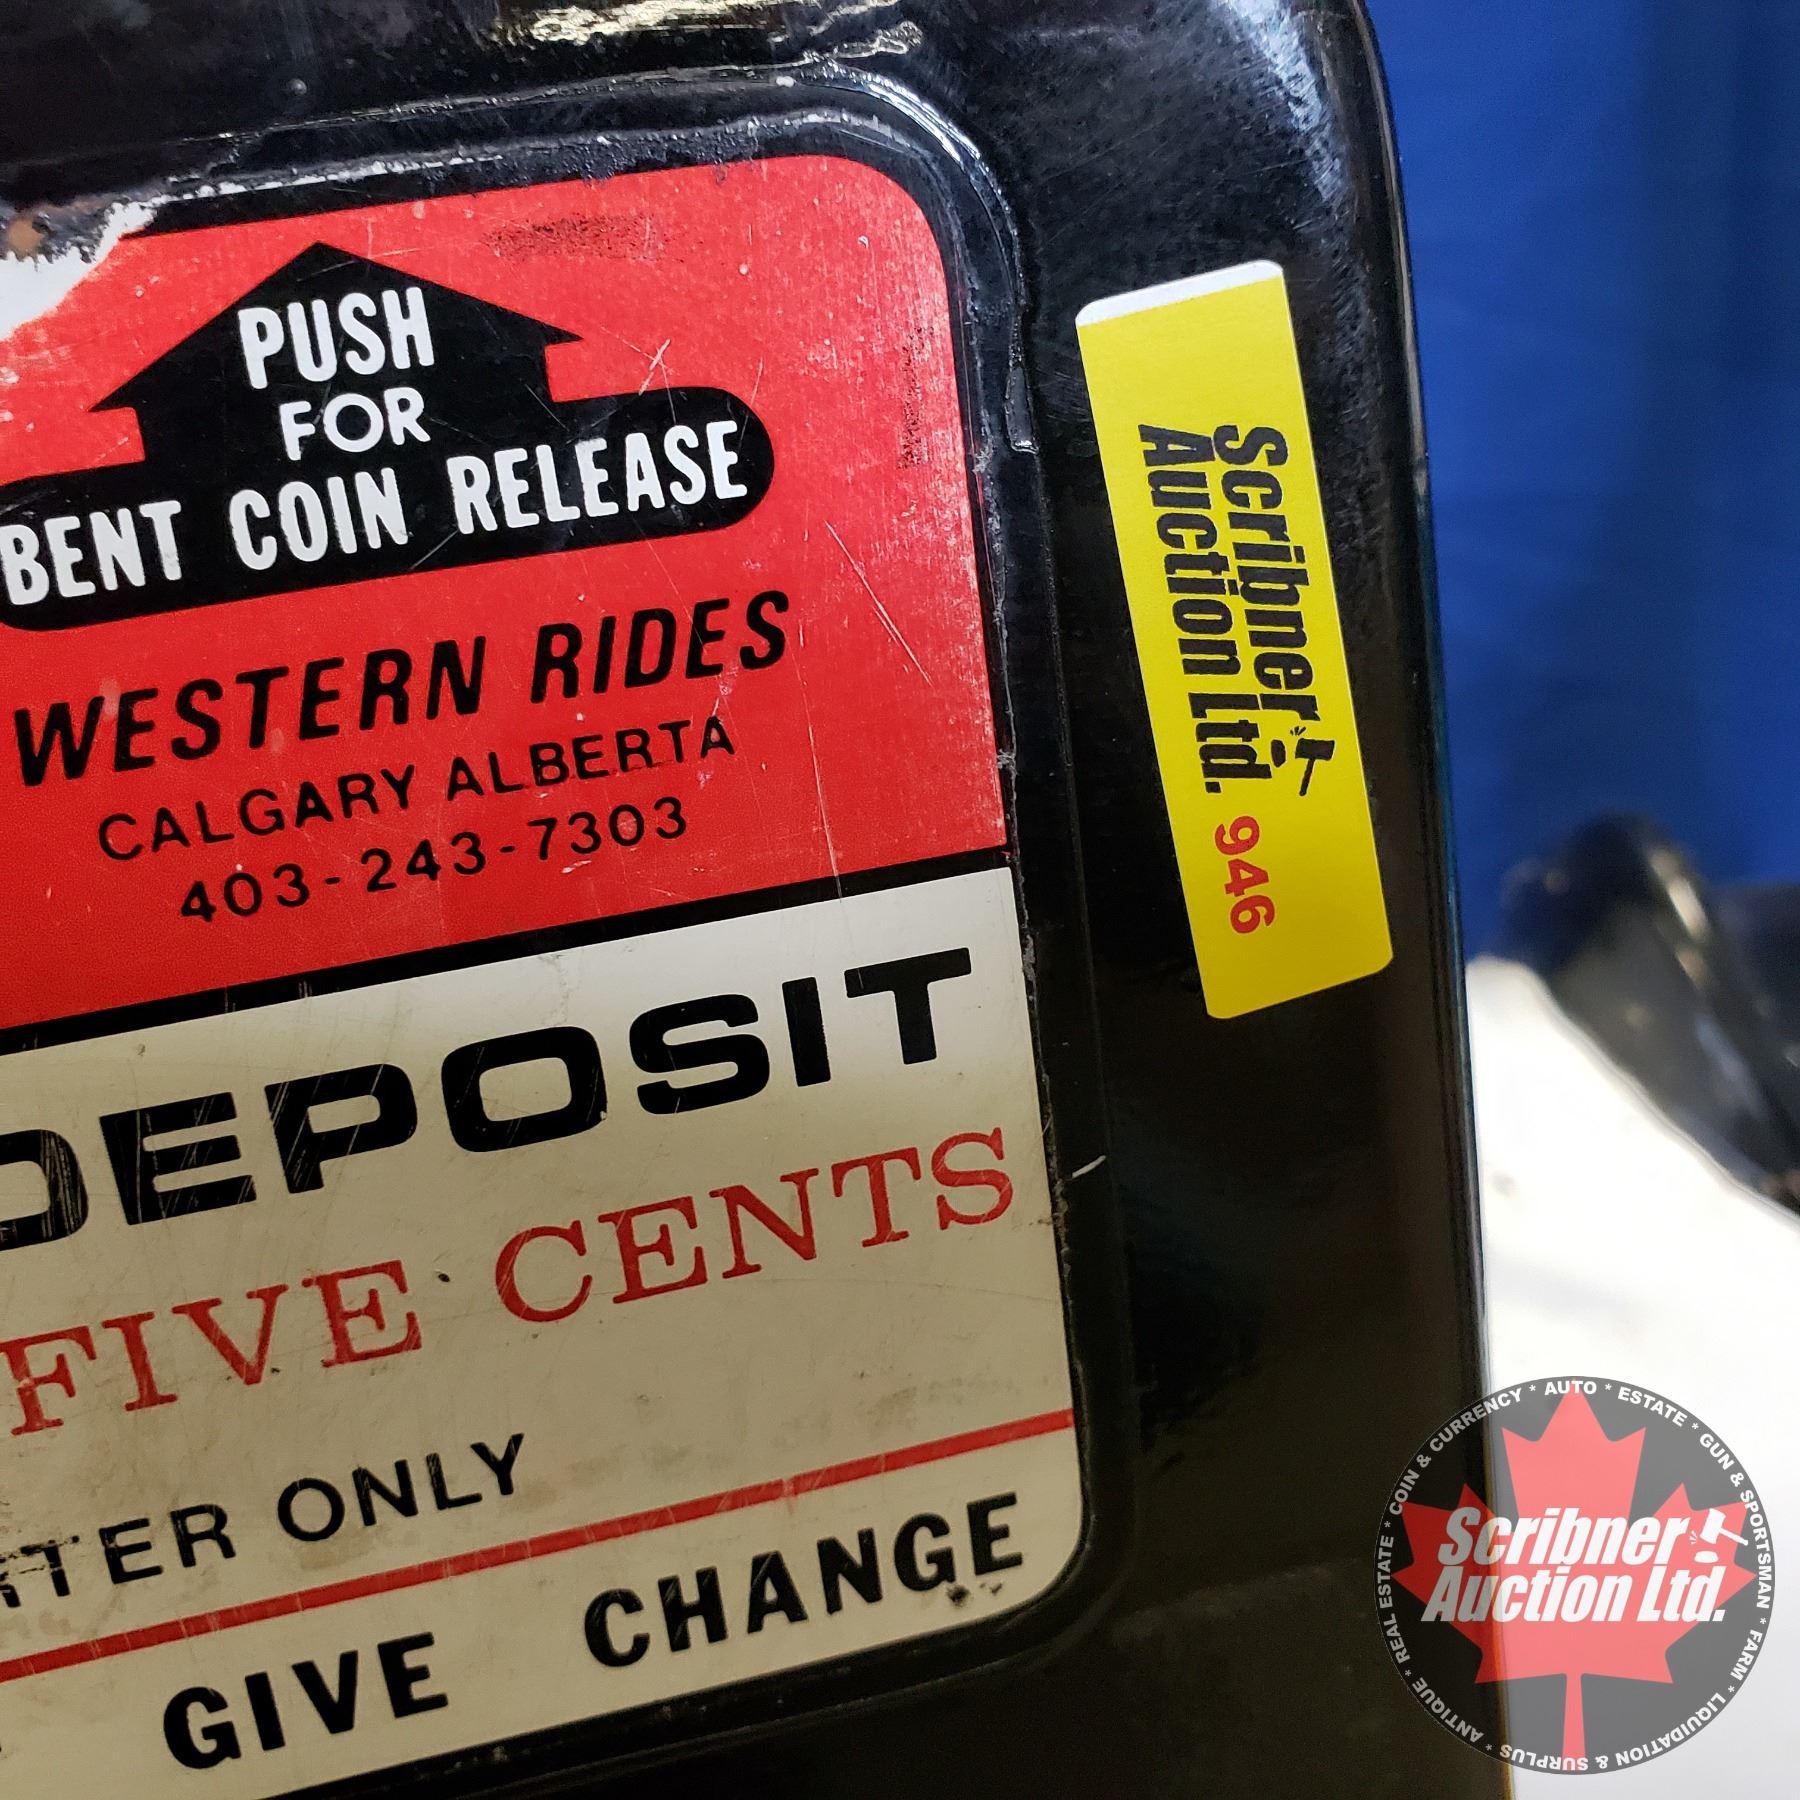 PUSH
FOR
BENT COIN RELEASE
WESTERN RIDES
CALGARY ALBERTA
403-243-7303
DEPOSIT
FIVE CENTS
ONLY
GIVE CHANGE
Scribner
Auction Ltd. 946
COIN & CURRENCY * AUTO * ESTATE * GUN & SPORTSMAN * FARM * LIQUIDATION & SURPLUS * ANTIQUE * REAL ESTATE *
Scribner
Auction Ltd.